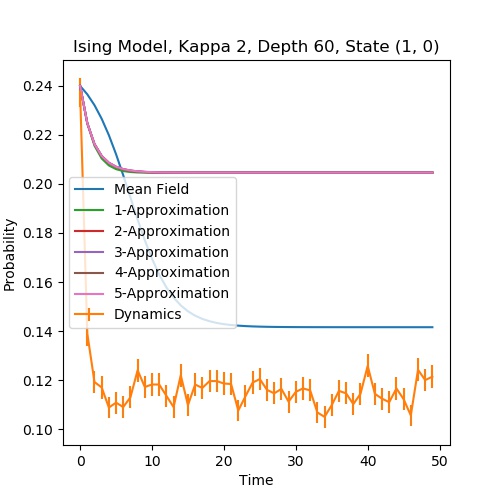 Ising Model, Kappa 2, Depth 60, State (1, 0)
Probability
0.24
0.22
0.20
0.18
0.16
0.14
0.12
0.10
Mean Field
1-Approximation
2-Approximation
3-Approximation
4-Approximation
5-Approximation
Dynamics
0 10 20 30 40 50
Time